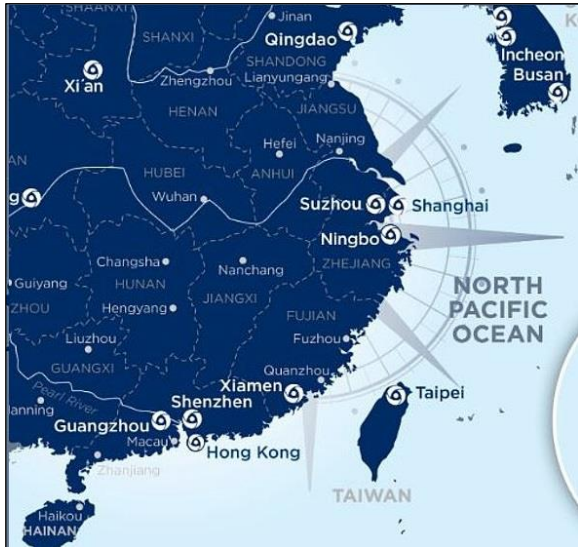 Jinan
Qingdao
SHAANXI
SHANXI
SHANDONG
Incheon
Busan
Xi'an
Zhengzhou
Lianyungang
HENAN
JIANGSU
Hefei
Nanjing
HUBEI
ANHUI
Wuhan
Suzhou
Shanghai
Ningbo
Changsha
Nanchang
ZHEJIANG
Guiyang
HUNAN
JIANGXI
NORTH
PACIFIC
OCEAN
Hengyang
FUJIAN
Liuzhou
Fuzhou
GUANGXI
Quanzhou
Pearl River
Xiamen
Taipei
Shenzhen
Guangzhou
Macau
Hong Kong
Zhanjiang
TAIWAN
Haikou
HAINAN